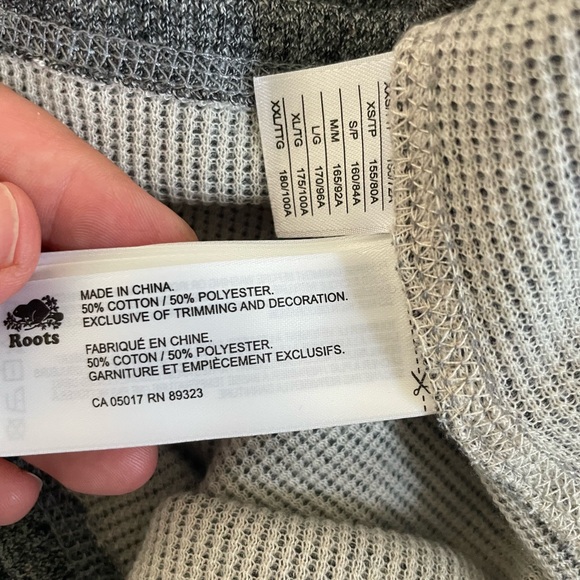 XS/TP 155/80A
S/P 160/84A
M/M 165/92A
L/G 170/96A
XL/TG 175/100A
XXL/TTG 180/100A
Roots
MADE IN CHINA.
50% COTTON / 50% POLYESTER.
EXCLUSIVE OF TRIMMING AND DECORATION.
FABRIQUÉ EN CHINE.
50% COTON / 50% POLYESTER.
GARNITURE ET EMPIÈCEMENT EXCLUSIFS.
CA 05017 RN 89323